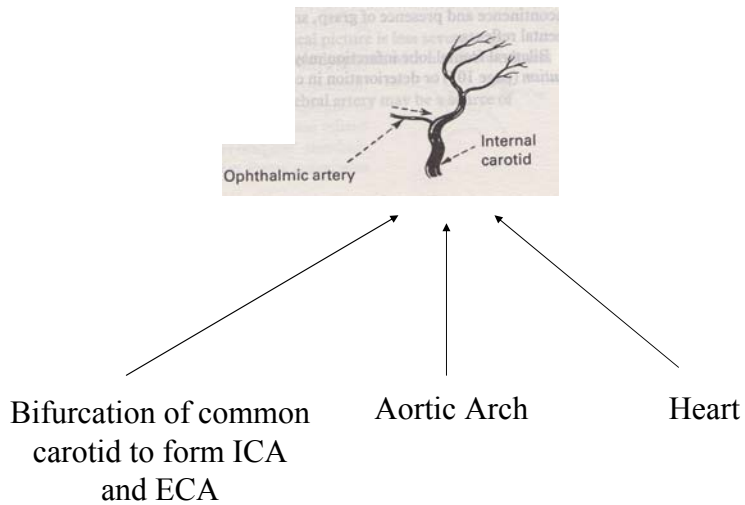 Ophthalmic artery
Internal
carotid
Bifurcation of common
carotid to form ICA
and ECA
Aortic Arch
Heart